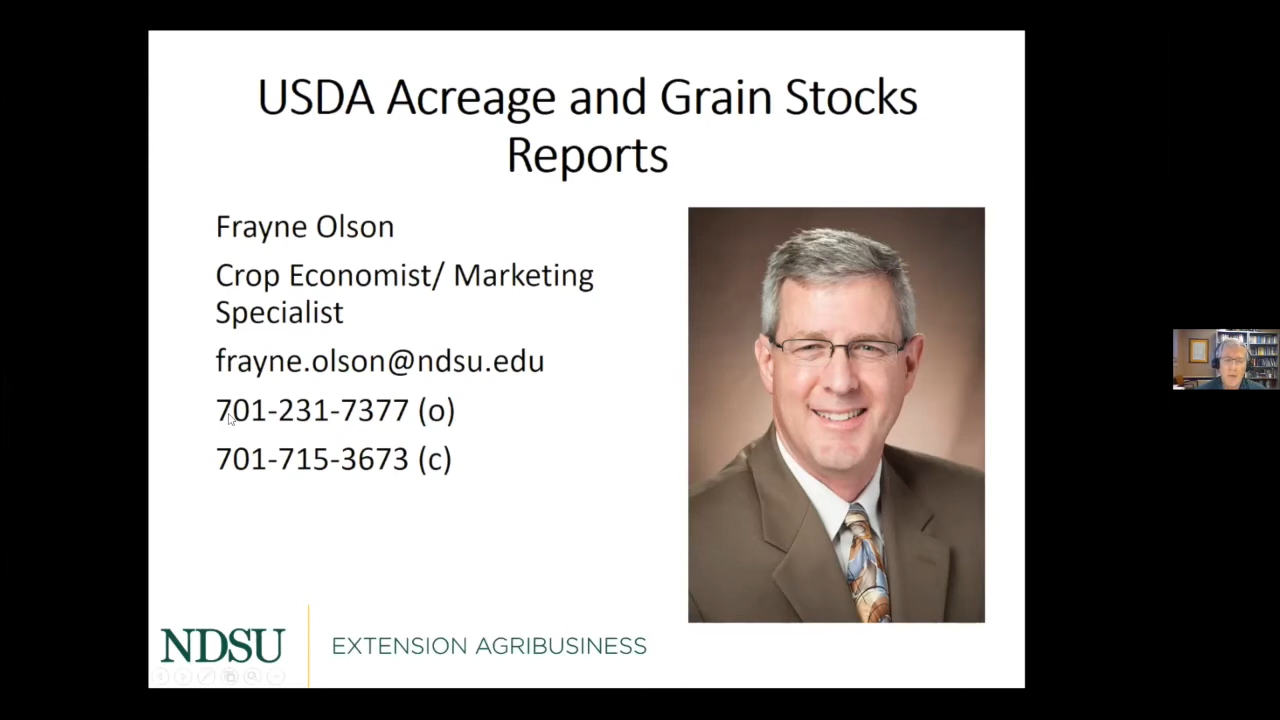 USDA Acreage and Grain Stocks
Reports
Frayne Olson
Crop Economist/ Marketing
Specialist
frayne.olson@ndsu.edu
701-231-7377 (o)
701-715-3673 (c)
NDSU
EXTENSION AGRIBUSINESS